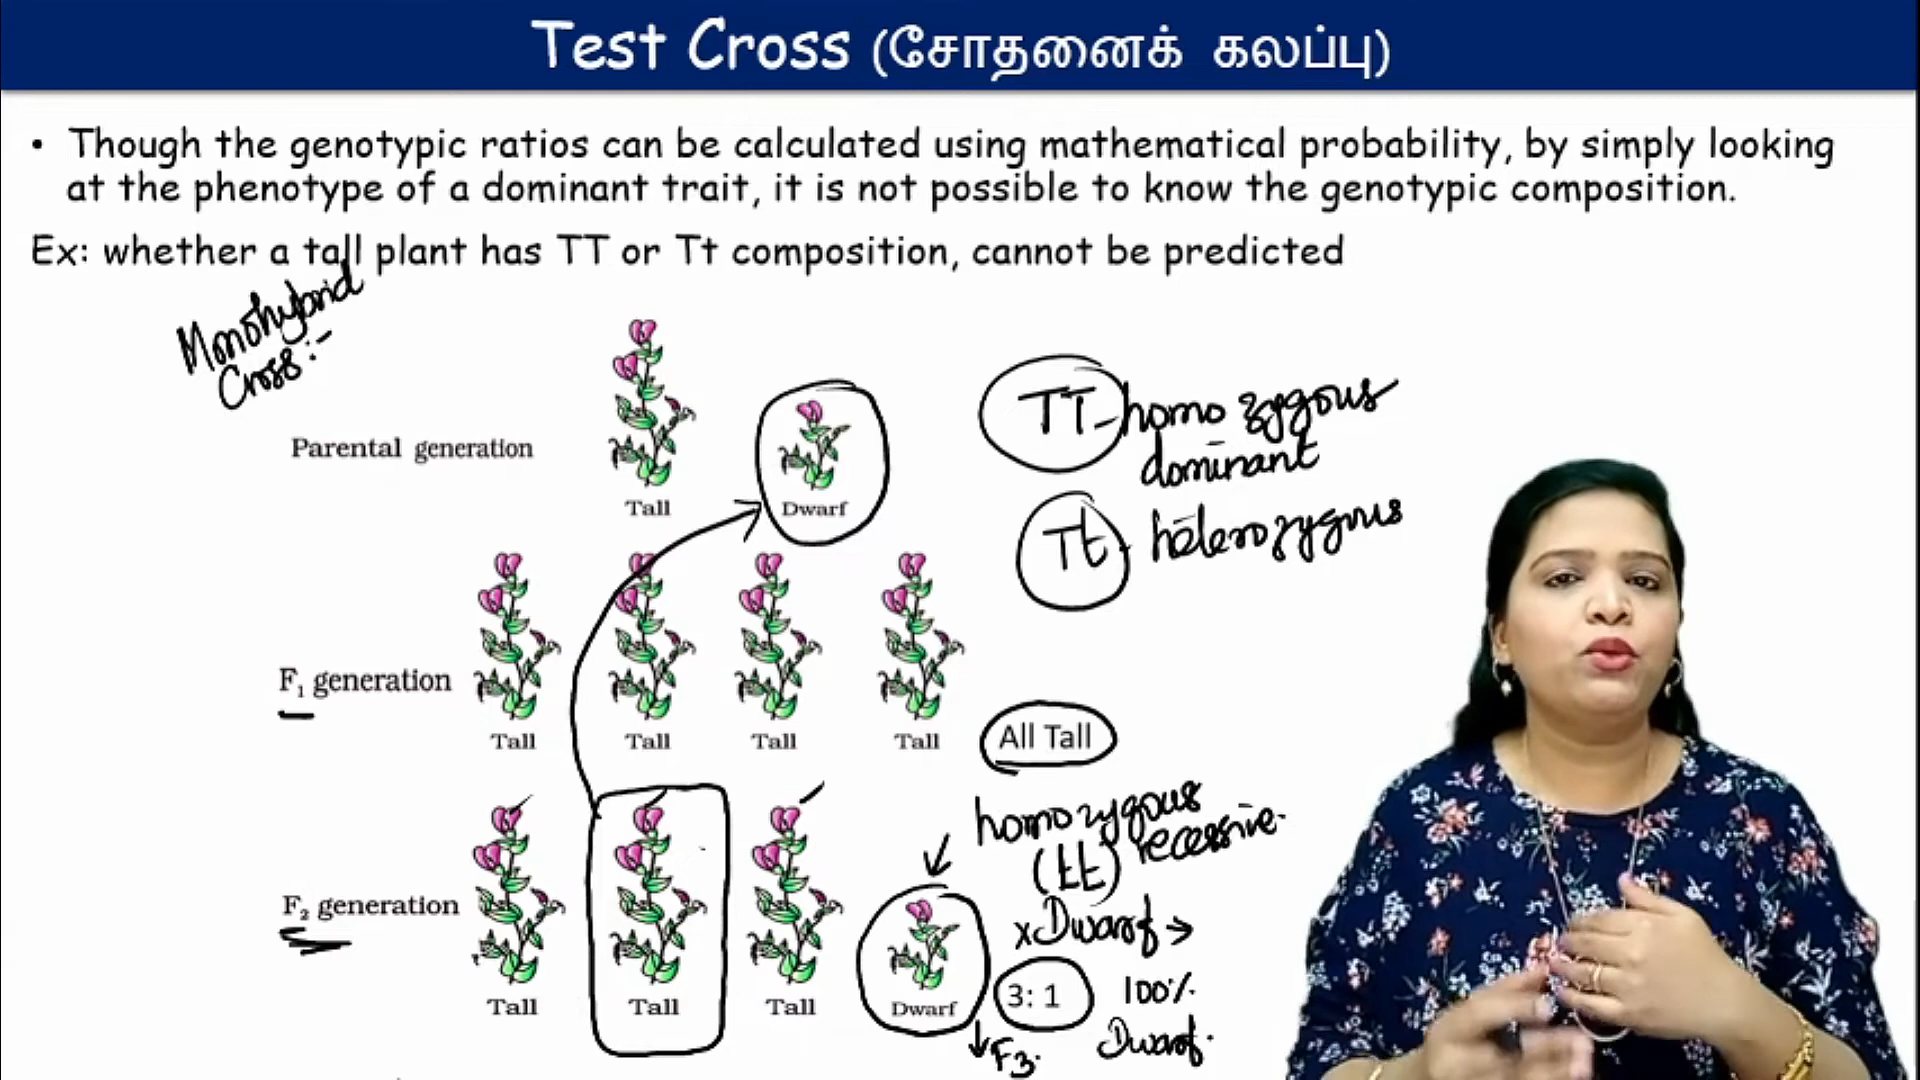 Test Cross (சோதனைக் கலப்பு)
• Though the genotypic ratios can be calculated using mathematical probability, by simply looking
at the phenotype of a dominant trait, it is not possible to know the genotypic composition.
Ex: whether a tall plant has TT or Tt composition, cannot be predicted
Monohybrid
Cross:-
Parental generation
Tall
Dwarf
TT - homozygous
dominant
Tt - heterozygous
F₁ generation
Tall
Tall
Tall
Tall
All Tall
homozygous
(tt) recessive.
F₂ generation
Tall
Tall
Tall
Dwarf
xDwarf →
3: 1
100%
Dwarf.
↓F3.